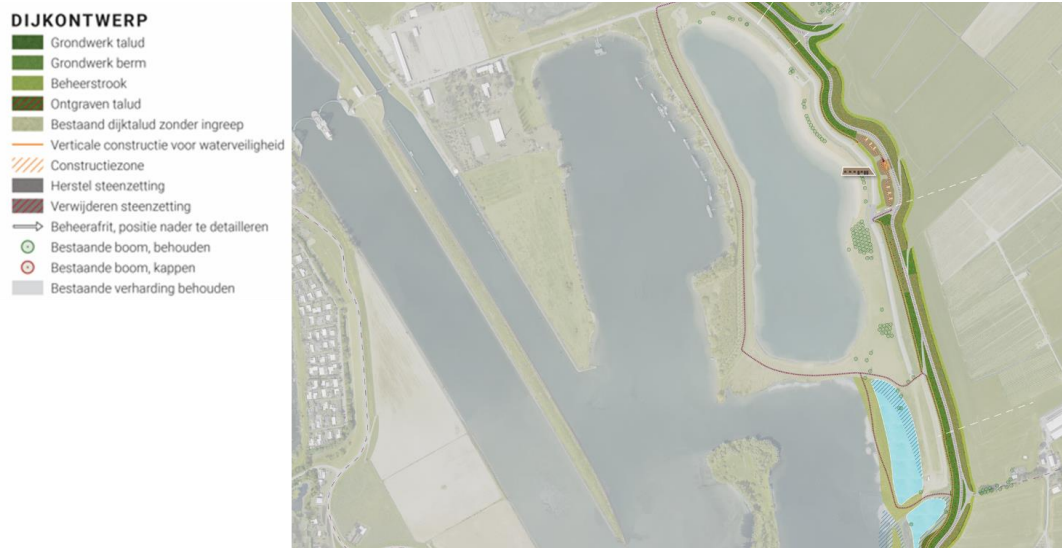 DIJKONTWERP
Grondwerk talud
Grondwerk berm
Beheerstrook
Ontgraven talud
Bestaand dijktalud zonder ingreep
Verticale constructie voor waterveiligheid
Constructiezone
Herstel steenzetting
Verwijderen steenzetting
Beheerafrit, positie nader te detailleren
Bestaande boom, behouden
Bestaande boom, kappen
Bestaande verharding behouden